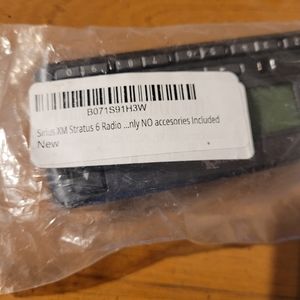 B071S91H3W
Sirius XM Stratus 6 Radio ...nly NO accesories Included
New